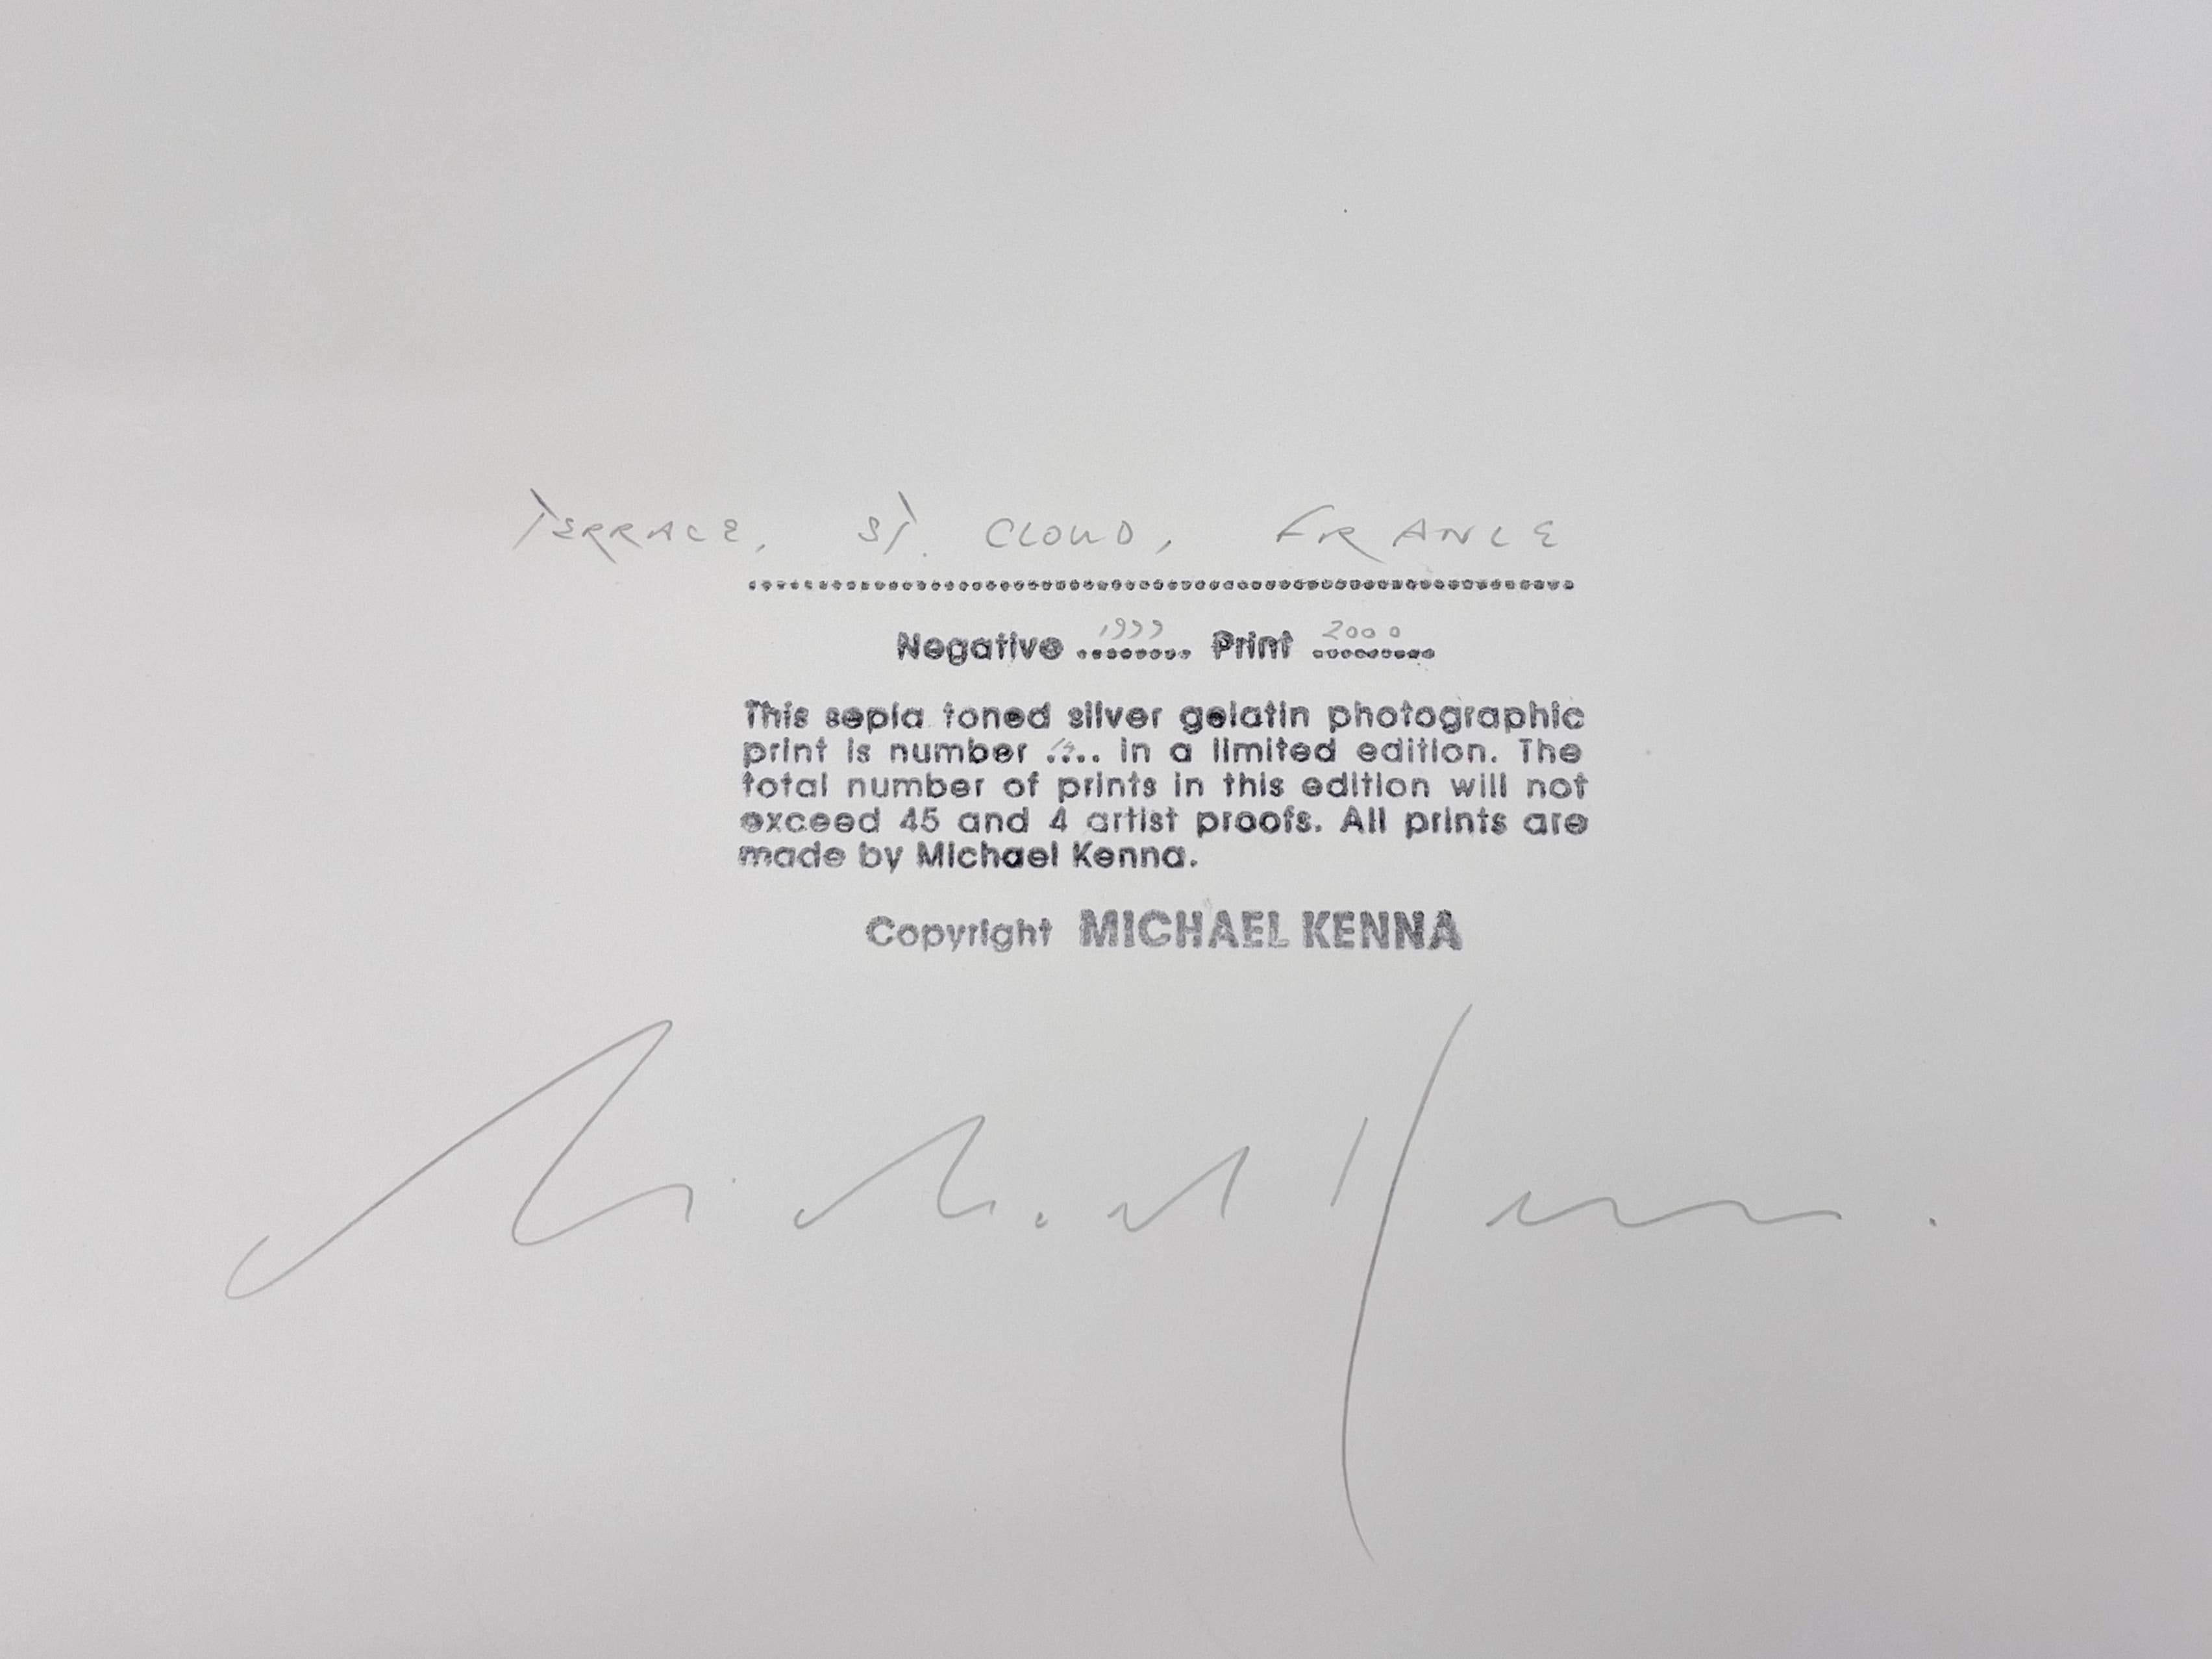 TERRACE, ST. CLOUD, FRANCE
Negative ........ Print 2000 ........
This sepia toned silver gelatin photographic
print is number .... in a limited edition. The
total number of prints in this edition will not
exceed 45 and 4 artist proofs. All prints are
made by Michael Kenna.
Copyright MICHAEL KENNA
Michael Kenna.